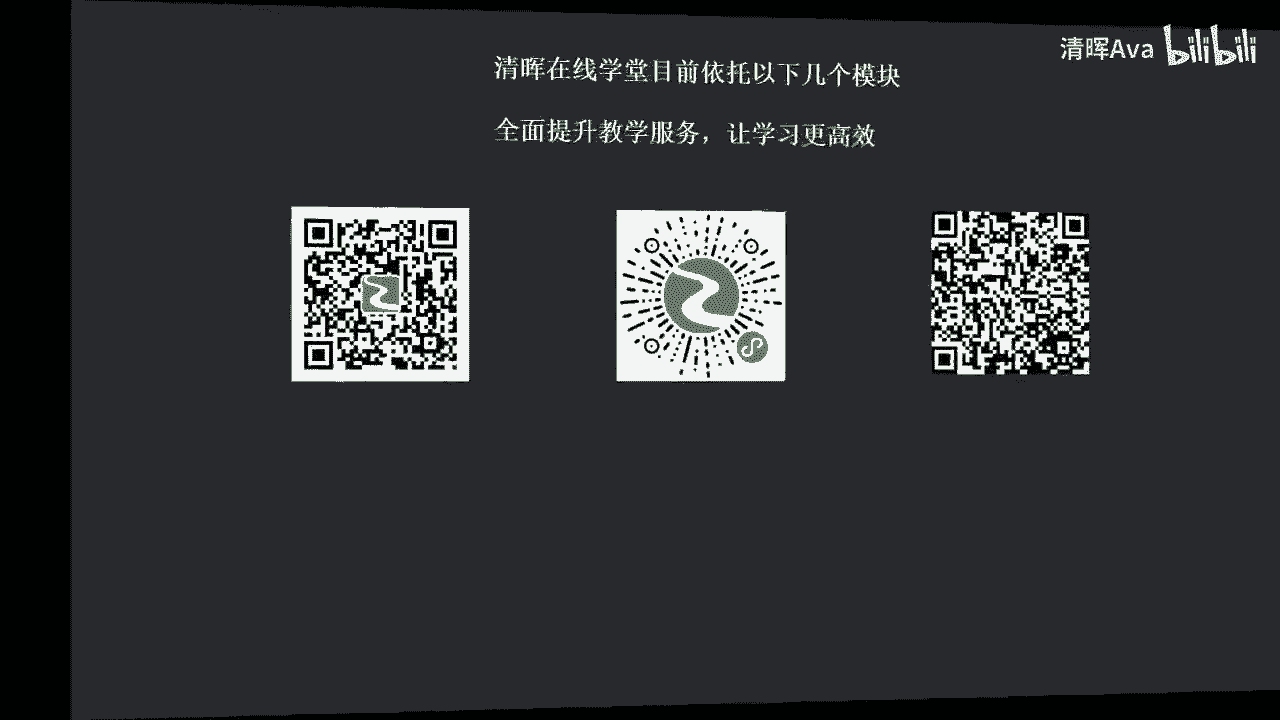 清晖Ava bilibili
清晖在线学堂目前依托以下几个模块
全面提升教学服务，让学习更高效